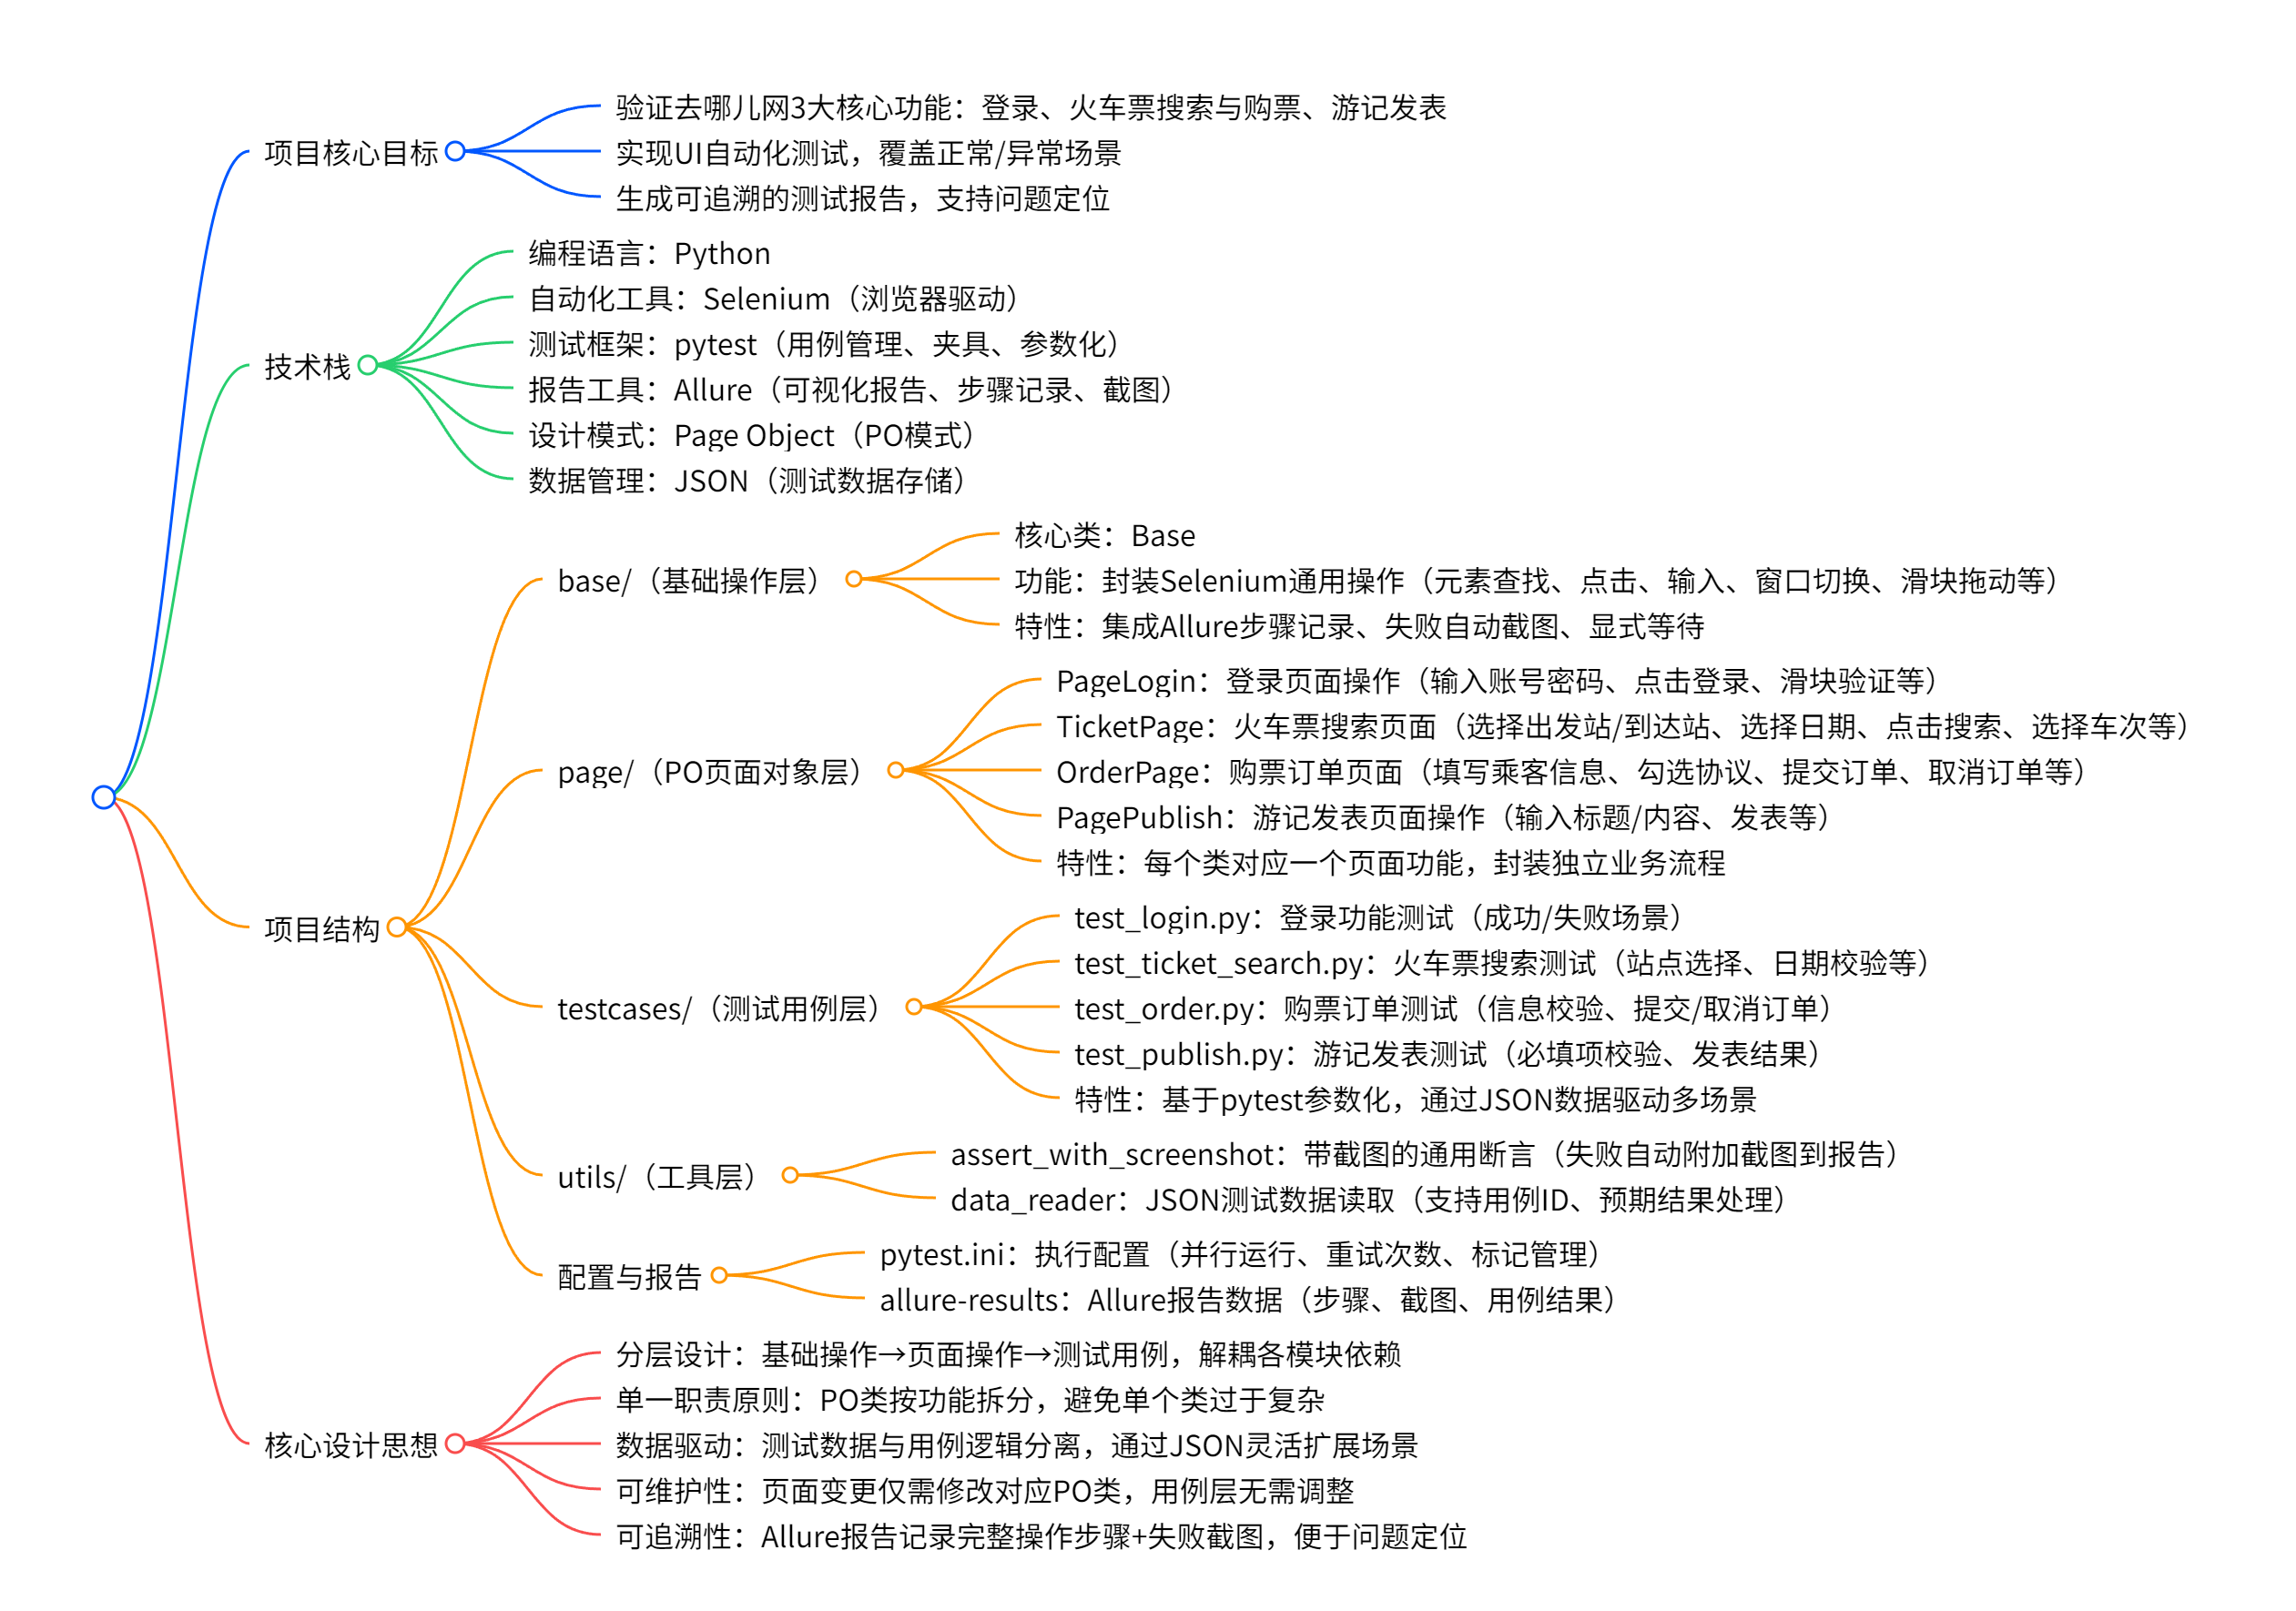 项目核心目标
验证去哪儿网3大核心功能：登录、火车票搜索与购票、游记发表
实现UI自动化测试，覆盖正常/异常场景
生成可追溯的测试报告，支持问题定位
技术栈
编程语言：Python
自动化工具：Selenium（浏览器驱动）
测试框架：pytest（用例管理、夹具、参数化）
报告工具：Allure（可视化报告、步骤记录、截图）
设计模式：Page Object（PO模式）
数据管理：JSON（测试数据存储）
项目结构
base/（基础操作层）
核心类：Base
功能：封装Selenium通用操作（元素查找、点击、输入、窗口切换、滑块拖动等）
特性：集成Allure步骤记录、失败自动截图、显式等待
page/（PO页面对象层）
PageLogin：登录页面操作（输入账号密码、点击登录、滑块验证等）
TicketPage：火车票搜索页面（选择出发站/到达站、选择日期、点击搜索、选择车次等）
OrderPage：购票订单页面（填写乘客信息、勾选协议、提交订单、取消订单等）
PagePublish：游记发表页面操作（输入标题/内容、发表等）
特性：每个类对应一个页面功能，封装独立业务流程
testcases/（测试用例层）
test_login.py：登录功能测试（成功/失败场景）
test_ticket_search.py：火车票搜索测试（站点选择、日期校验等）
test_order.py：购票订单测试（信息校验、提交/取消订单）
test_publish.py：游记发表测试（必填项校验、发表结果）
特性：基于pytest参数化，通过JSON数据驱动多场景
utils/（工具层）
assert_with_screenshot：带截图的通用断言（失败自动附加截图到报告）
data_reader：JSON测试数据读取（支持用例ID、预期结果处理）
配置与报告
pytest.ini：执行配置（并行运行、重试次数、标记管理）
allure-results：Allure报告数据（步骤、截图、用例结果）
核心设计思想
分层设计：基础操作→页面操作→测试用例，解耦各模块依赖
单一职责原则：PO类按功能拆分，避免单个类过于复杂
数据驱动：测试数据与用例逻辑分离，通过JSON灵活扩展场景
可维护性：页面变更仅需修改对应PO类，用例层无需调整
可追溯性：Allure报告记录完整操作步骤+失败截图，便于问题定位